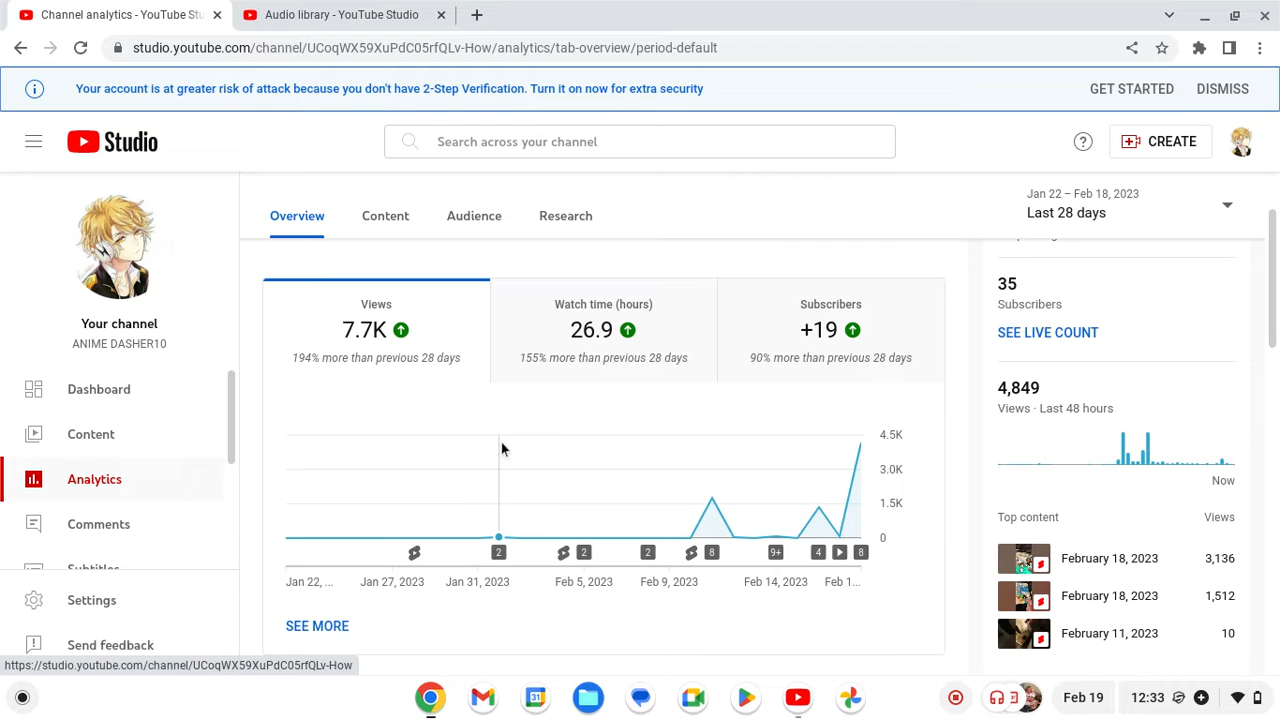 Channel analytics - YouTube Stu
Audio library - YouTube Studio
studio.youtube.com/channel/UCoqWX59XuPdC05rfQLv-How/analytics/tab-overview/period-default
Your account is at greater risk of attack because you don't have 2-Step Verification. Turn it on now for extra security
GET STARTED
DISMISS
Studio
Search across your channel
CREATE
Your channel
ANIME DASHER10
Dashboard
Content
Analytics
Comments
Subtitles
Settings
Send feedback
Overview
Content
Audience
Research
Jan 22 – Feb 18, 2023
Last 28 days
Views
7.7K
194% more than previous 28 days
Watch time (hours)
26.9
155% more than previous 28 days
Subscribers
+19
90% more than previous 28 days
4.5K
3.0K
1.5K
0
2
2
2
8
9+
4
8
Jan 22, ...
Jan 27, 2023
Jan 31, 2023
Feb 5, 2023
Feb 9, 2023
Feb 14, 2023
Feb 1...
SEE MORE
35
Subscribers
SEE LIVE COUNT
4,849
Views · Last 48 hours
Now
Top content
Views
February 18, 2023
3,136
February 18, 2023
1,512
February 11, 2023
10
https://studio.youtube.com/channel/UCoqWX59XuPdC05rfQLv-How
31
Feb 19
12:33